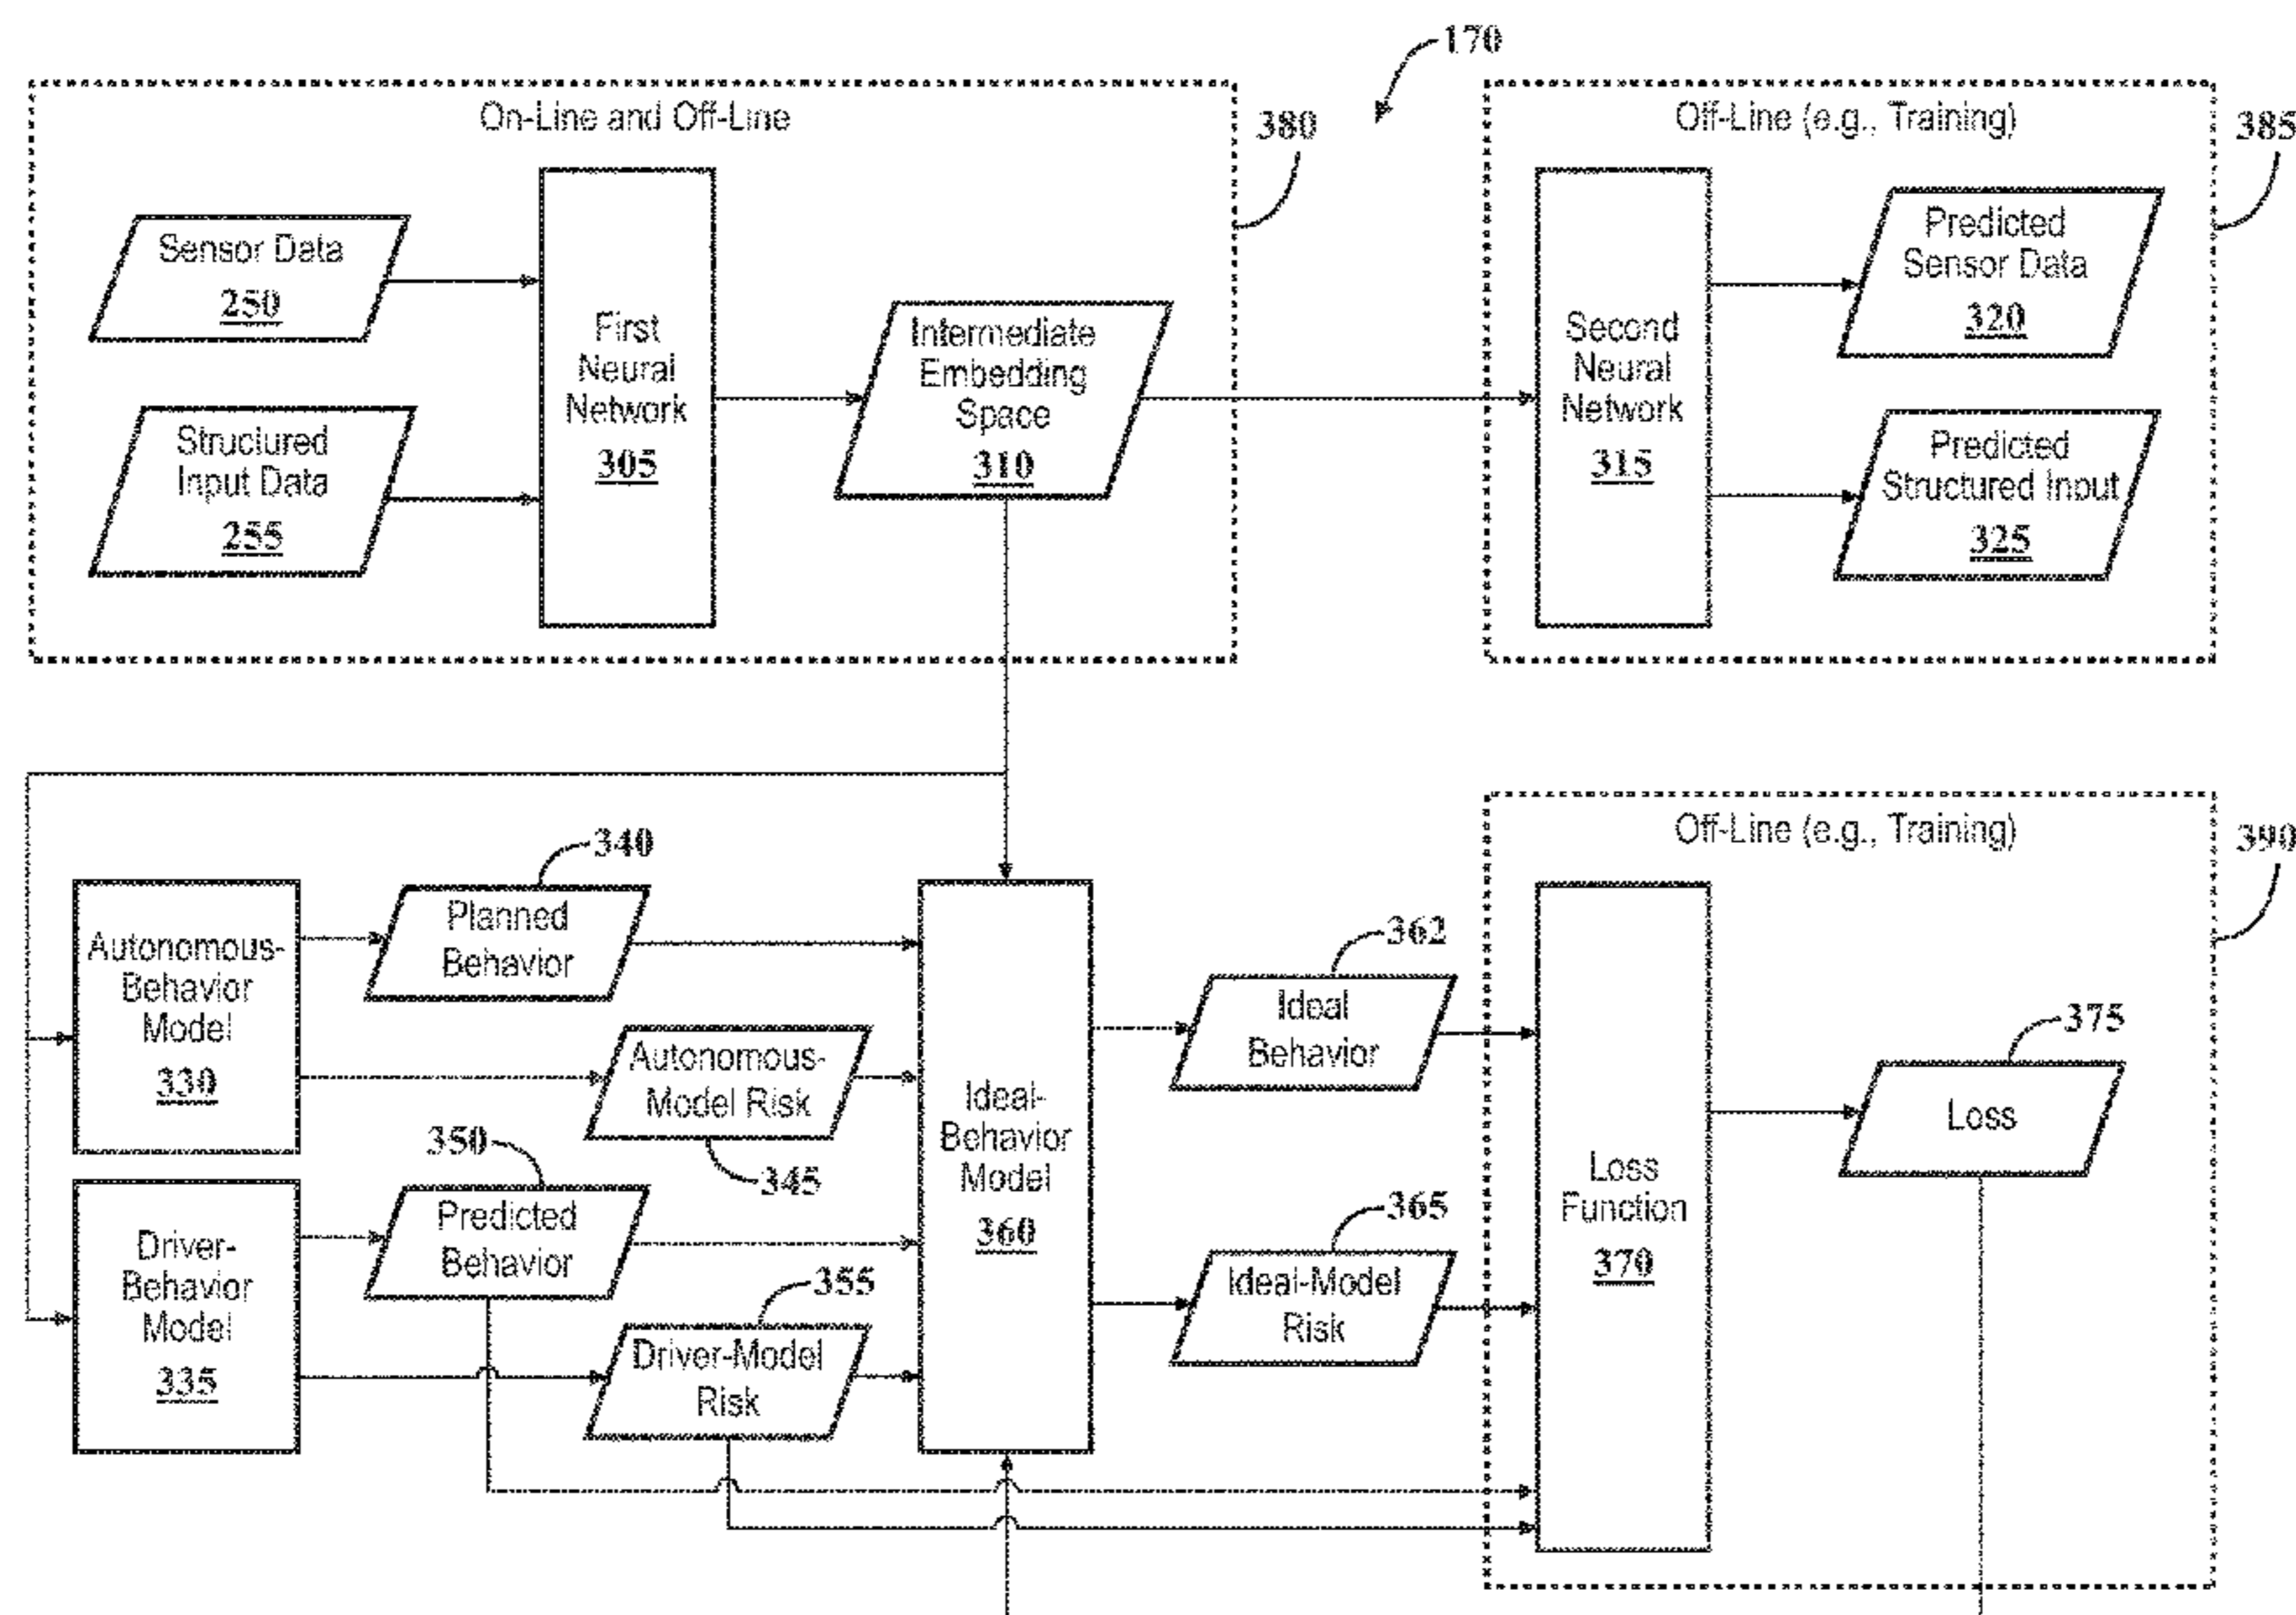 170
On-Line and Off-Line
380
Sensor Data
250
Structured
Input Data
255
First
Neural
Network
305
Intermediate
Embedding
Space
310
Off-Line (e.g., Training)
385
Second
Neural
Network
315
Predicted
Sensor Data
320
Predicted
Structured Input
325
Autonomous-
Behavior
Model
330
Driver-
Behavior
Model
335
340
Planned
Behavior
Autonomous-
Model Risk
345
350
Predicted
Behavior
355
Driver-Model
Risk
Ideal-
Behavior
Model
360
362
Ideal
Behavior
365
Ideal-Model
Risk
Off-Line (e.g., Training)
390
Loss
Function
370
375
Loss